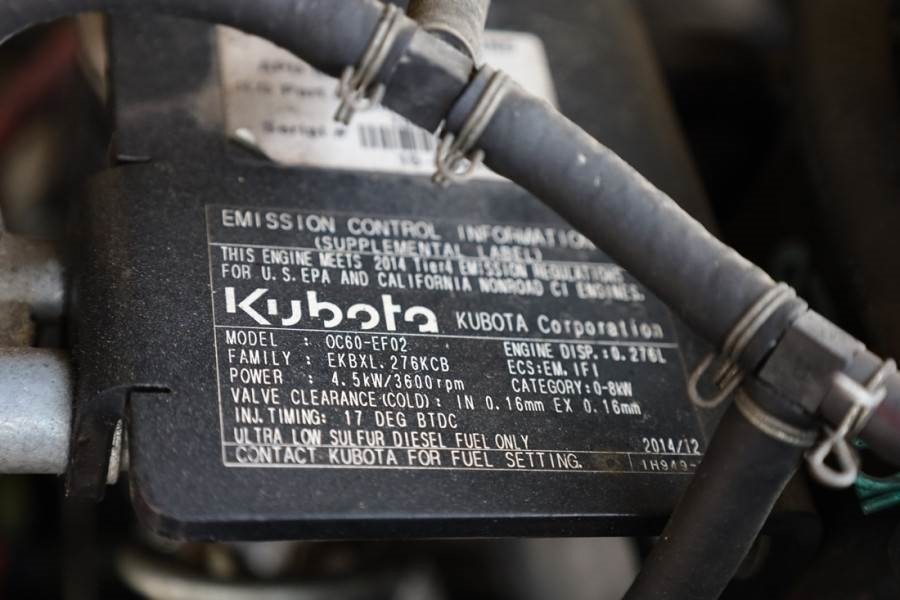 Part
Serial #
EMISSION CONTROL INFORMATION
(SUPPLEMENTAL LABEL)
THIS ENGINE MEETS 2014 Tier4 EMISSION REGULATIONS
FOR U.S. EPA AND CALIFORNIA NONROAD CI ENGINES.
Kubota KUBOTA Corporation
MODEL : OC60-EF02 ENGINE DISP.:0.276L
FAMILY : EKBXL.276KCB ECS:EM,IFI
POWER : 4.5kW/3600rpm CATEGORY:0-8kW
VALVE CLEARANCE(COLD): IN 0.16mm EX 0.16mm
INJ.TIMING: 17 DEG BTDC
ULTRA LOW SULFUR DIESEL FUEL ONLY 2014/12
CONTACT KUBOTA FOR FUEL SETTING. 1H949-